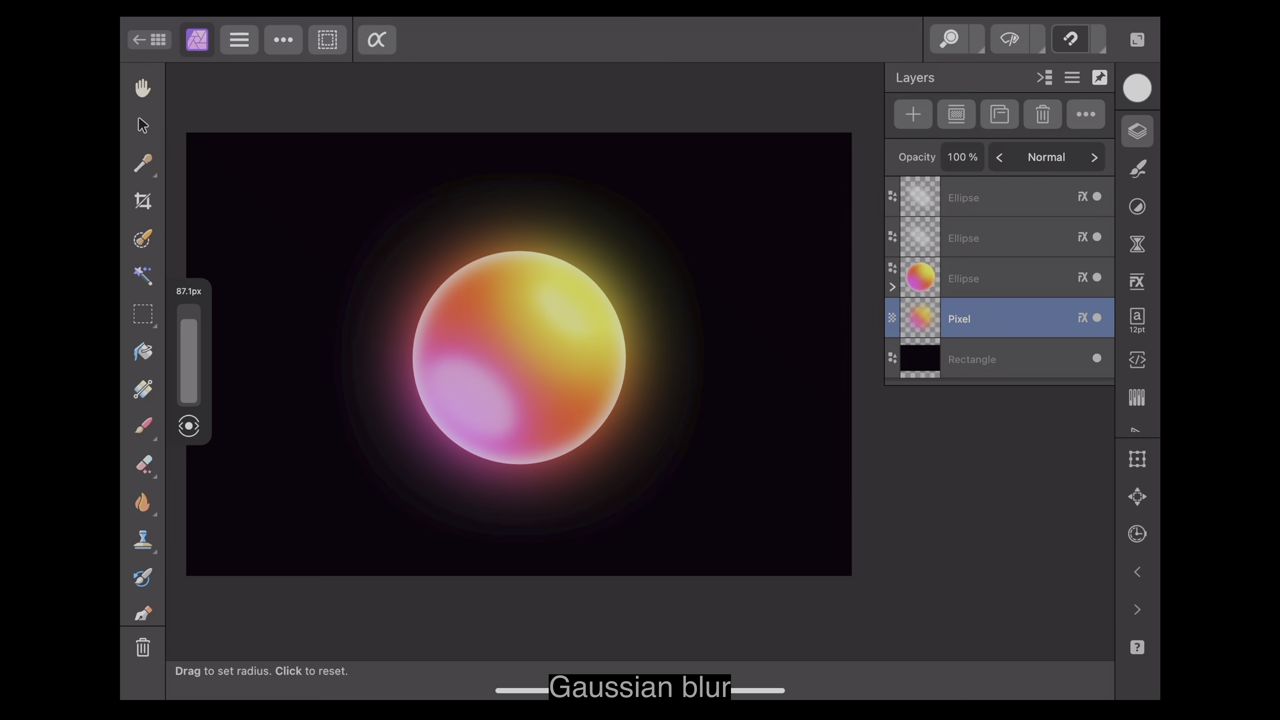 α
Layers
Opacity 100 % < Normal >
Ellipse
Ellipse
Ellipse
Pixel
Rectangle
87.1px
a
12pt
Drag to set radius. Click to reset.
Gaussian blur